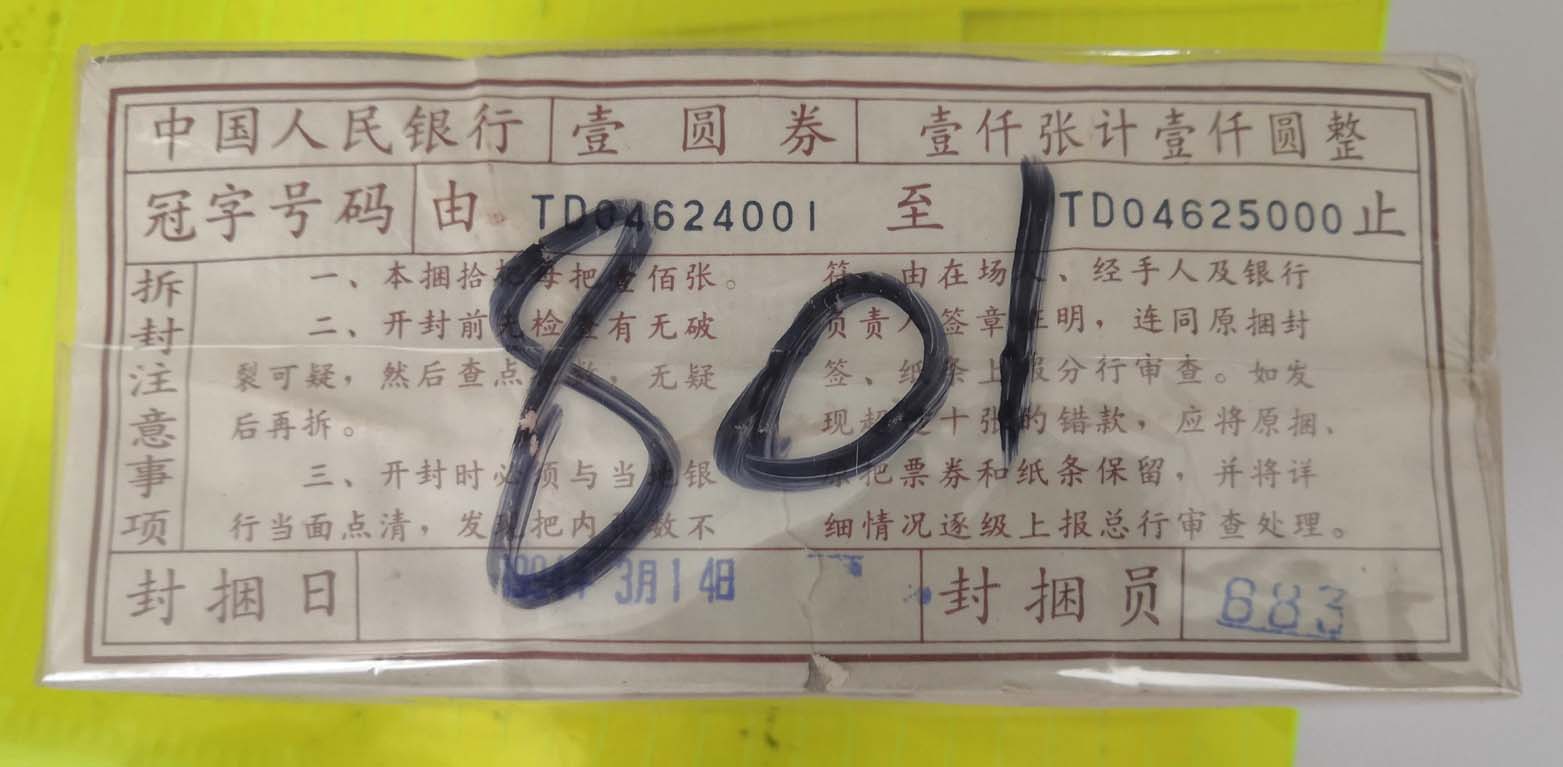 中国人民银行 壹圆券 壹仟张计壹仟圆整
冠字号码 由 TD04624001 至 TD04625000 止
拆封注意事项
一、本捆拾把每把壹佰张。
二、开封前先检查有无破
裂可疑,然后查点,无疑
后再拆。
三、开封时必须与当地银
行当面点清,发现把内张数不
符,由在场人、经手人及银行
负责人签章证明,连同原捆封
签、纸条上报分行审查。如发
现超过十张的错款,应将原捆、
原把票券和纸条保留,并将详
细情况逐级上报总行审查处理。
封捆日 3月14日 封捆员 683
801